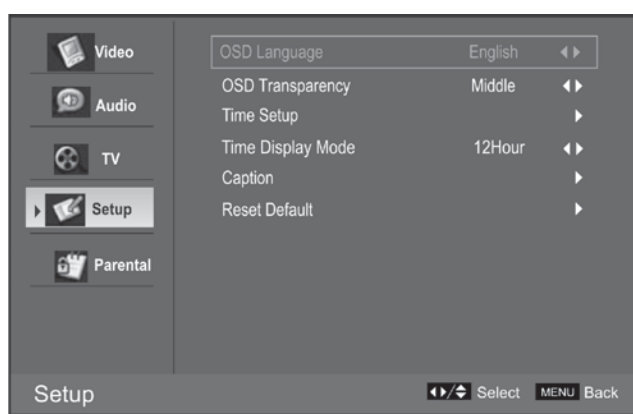 Video
Audio
TV
Setup
Parental
OSD Language English
OSD Transparency Middle
Time Setup
Time Display Mode 12Hour
Caption
Reset Default
Setup
Select MENU Back